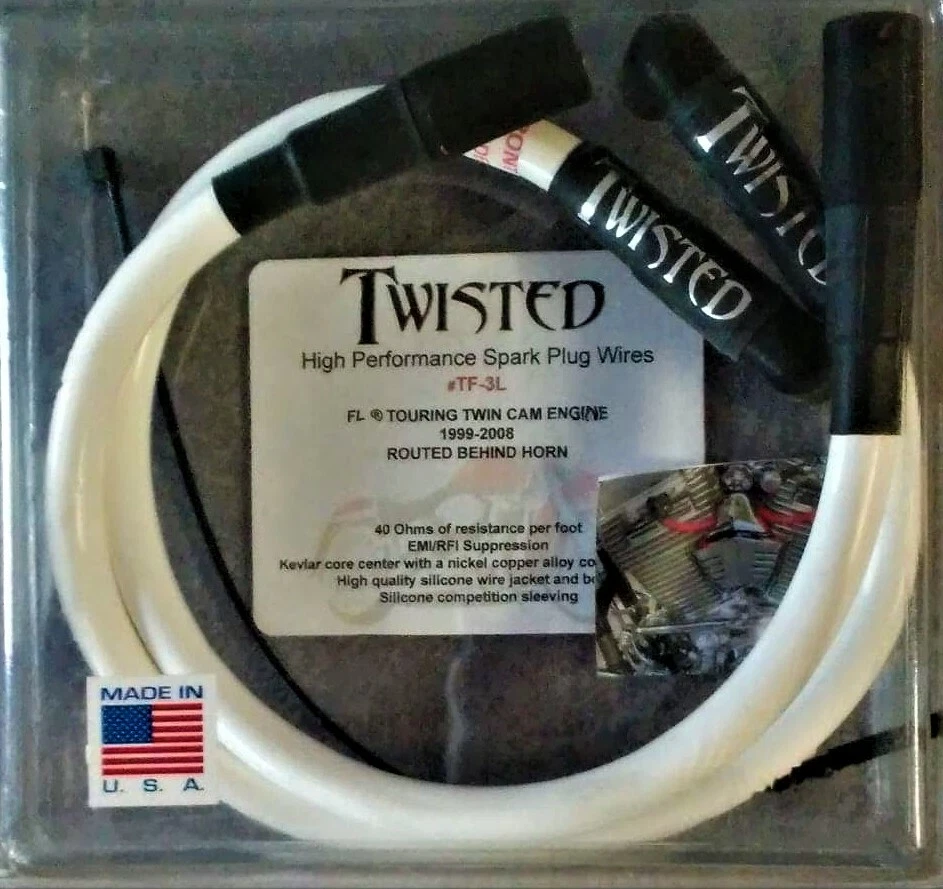 TWISTED
TWISTED
TWISTED
High Performance Spark Plug Wires
#TF-3L
FL ® TOURING TWIN CAM ENGINE
1999-2008
ROUTED BEHIND HORN
40 Ohms of resistance per foot
EMI/RFI Suppression
Kevlar core center with a nickel copper alloy
High quality silicone wire jacket and
Silicone competition sleeving
MADE IN
U. S. A.